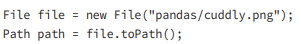 File file = new File("pandas/cuddly.png");
Path path = file.toPath();